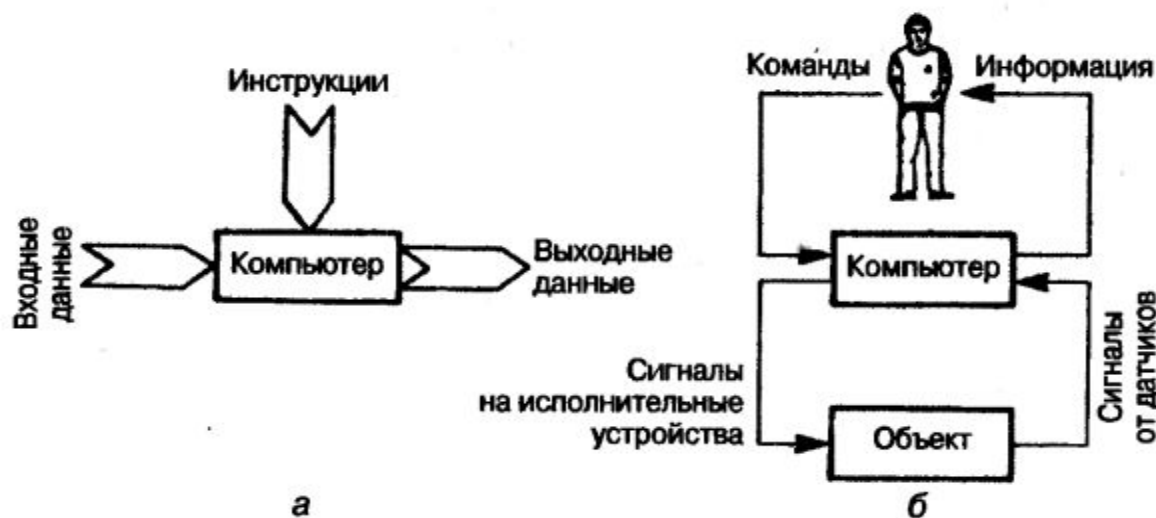 Инструкции
Входные
данные
Компьютер
Выходные
данные
а
Команды
Информация
Компьютер
Сигналы
на исполнительные
устройства
Сигналы
от датчиков
Объект
б